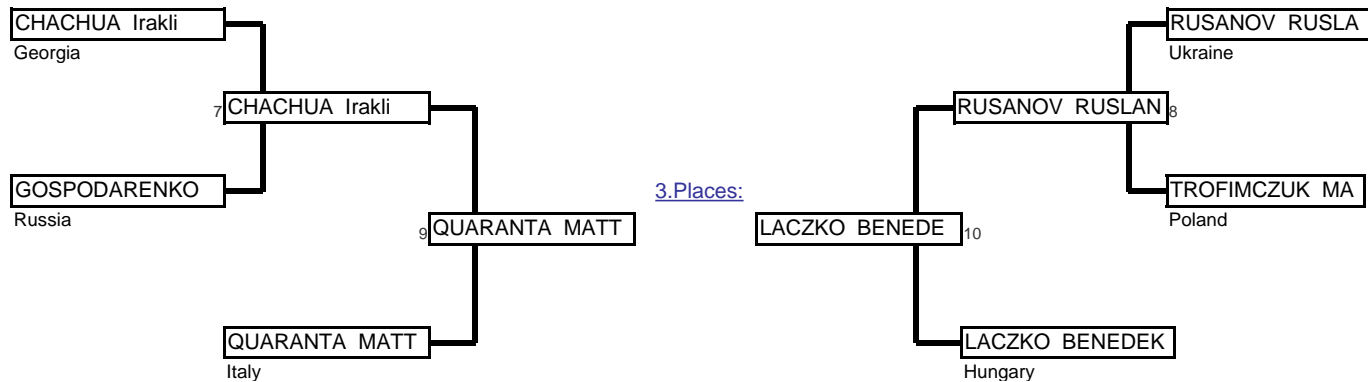 CHACHUA Irakli
Georgia
7 CHACHUA Irakli
GOSPODARENKO
Russia
9 QUARANTA MATT
QUARANTA MATT
Italy
3.Places:
RUSANOV RUSLA
Ukraine
RUSANOV RUSLAN 8
TROFIMCZUK MA
Poland
LACZKO BENEDE 10
LACZKO BENEDEK
Hungary